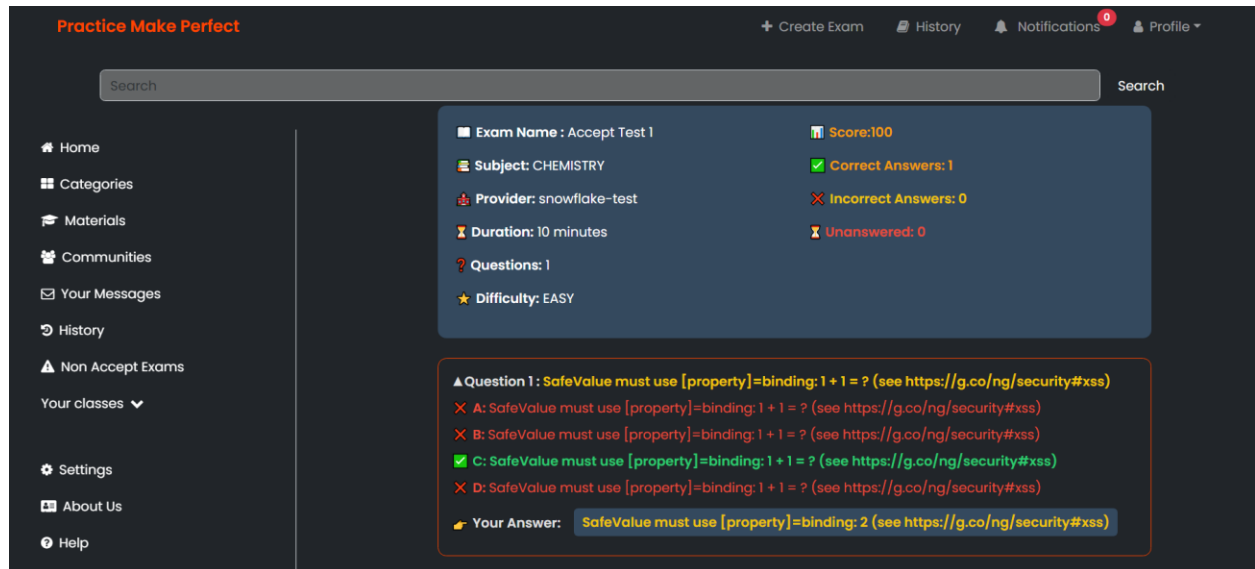 Practice Make Perfect
Create Exam
History
Notifications
0
Profile
Search
Search
Home
Categories
Materials
Communities
Your Messages
History
Non Accept Exams
Your classes
Settings
About Us
Help
Exam Name : Accept Test 1
Subject: CHEMISTRY
Provider: snowflake-test
Duration: 10 minutes
Questions: 1
Difficulty: EASY
Score:100
Correct Answers: 1
Incorrect Answers: 0
Unanswered: 0
Question 1 : SafeValue must use [property]=binding: 1 + 1 = ? (see https://g.co/ng/security#xss)
A: SafeValue must use [property]=binding: 1 + 1 = ? (see https://g.co/ng/security#xss)
B: SafeValue must use [property]=binding: 1 + 1 = ? (see https://g.co/ng/security#xss)
C: SafeValue must use [property]=binding: 1 + 1 = ? (see https://g.co/ng/security#xss)
D: SafeValue must use [property]=binding: 1 + 1 = ? (see https://g.co/ng/security#xss)
Your Answer: SafeValue must use [property]=binding: 2 (see https://g.co/ng/security#xss)